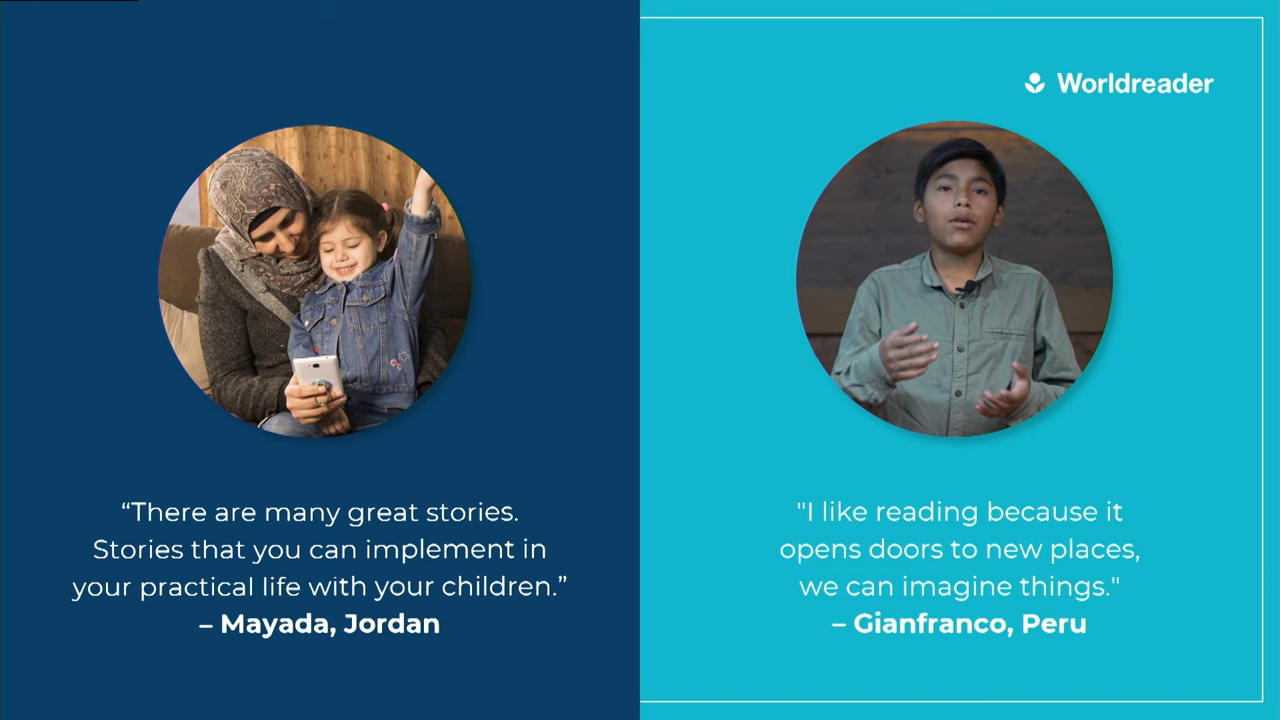 Worldreader
“There are many great stories.
Stories that you can implement in
your practical life with your children.”
– Mayada, Jordan
"I like reading because it
opens doors to new places,
we can imagine things."
– Gianfranco, Peru